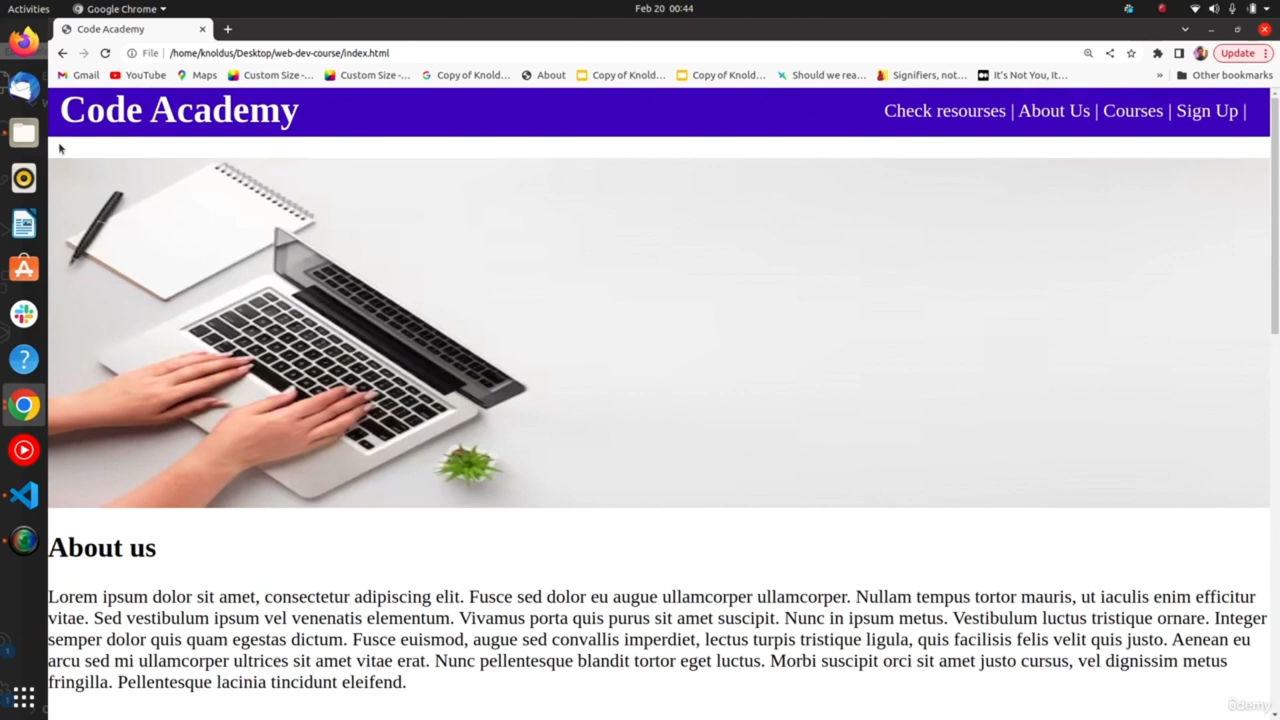 Activities Google Chrome Feb 20 00:44
Code Academy
File /home/knoldus/Desktop/web-dev-course/index.html Update
Gmail YouTube Maps Custom Size -... Custom Size -... Copy of Knold... About Copy of Knold... Copy of Knold... Should we rea... Signifiers, not... It's Not You, It... » Other bookmarks
Code Academy Check resourses | About Us | Courses | Sign Up |
About us
Lorem ipsum dolor sit amet, consectetur adipiscing elit. Fusce sed dolor eu augue ullamcorper ullamcorper. Nullam tempus tortor mauris, ut iaculis enim efficitur
vitae. Sed vestibulum ipsum vel venenatis elementum. Vivamus porta quis purus sit amet suscipit. Nunc in ipsum metus. Vestibulum luctus tristique ornare. Integer
semper dolor quis quam egestas dictum. Fusce euismod, augue sed convallis imperdiet, lectus turpis tristique ligula, quis facilisis felis velit quis justo. Aenean eu
arcu sed mi ullamcorper ultrices sit amet vitae erat. Nunc pellentesque blandit tortor eget luctus. Morbi suscipit orci sit amet justo cursus, vel dignissim metus
fringilla. Pellentesque lacinia tincidunt eleifend.
ûdemy